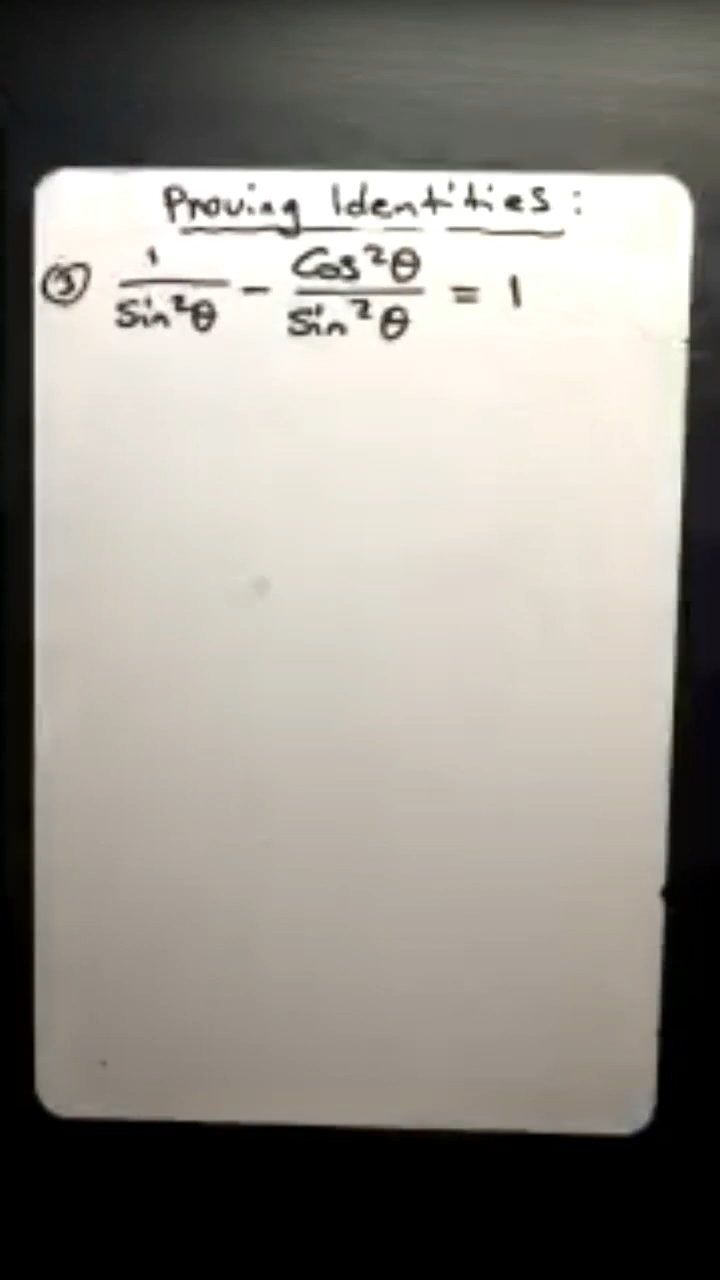 Proving Identities:
③ 1/Sin²θ - Cos²θ/Sin²θ = 1